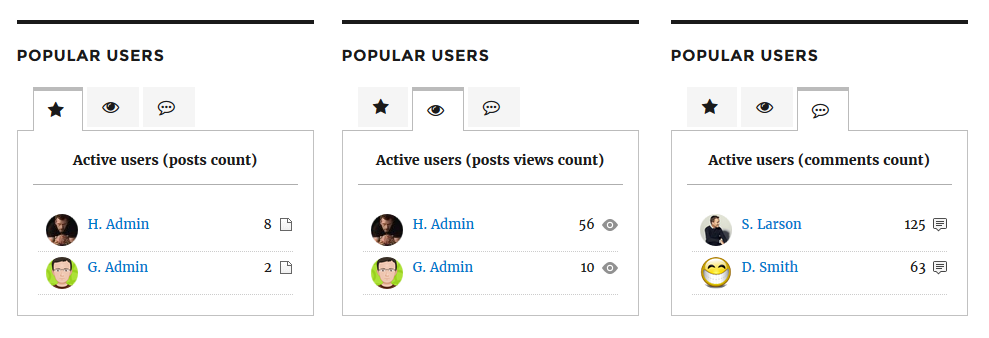 POPULAR USERS
Active users (posts count)
H. Admin 8
G. Admin 2
POPULAR USERS
Active users (posts views count)
H. Admin 56
G. Admin 10
POPULAR USERS
Active users (comments count)
S. Larson 125
D. Smith 63